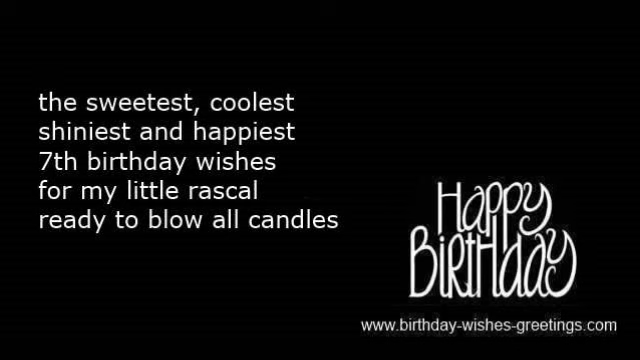 the sweetest, coolest
shiniest and happiest
7th birthday wishes
for my little rascal
ready to blow all candles
Happy
Birthday
www.birthday-wishes-greetings.com